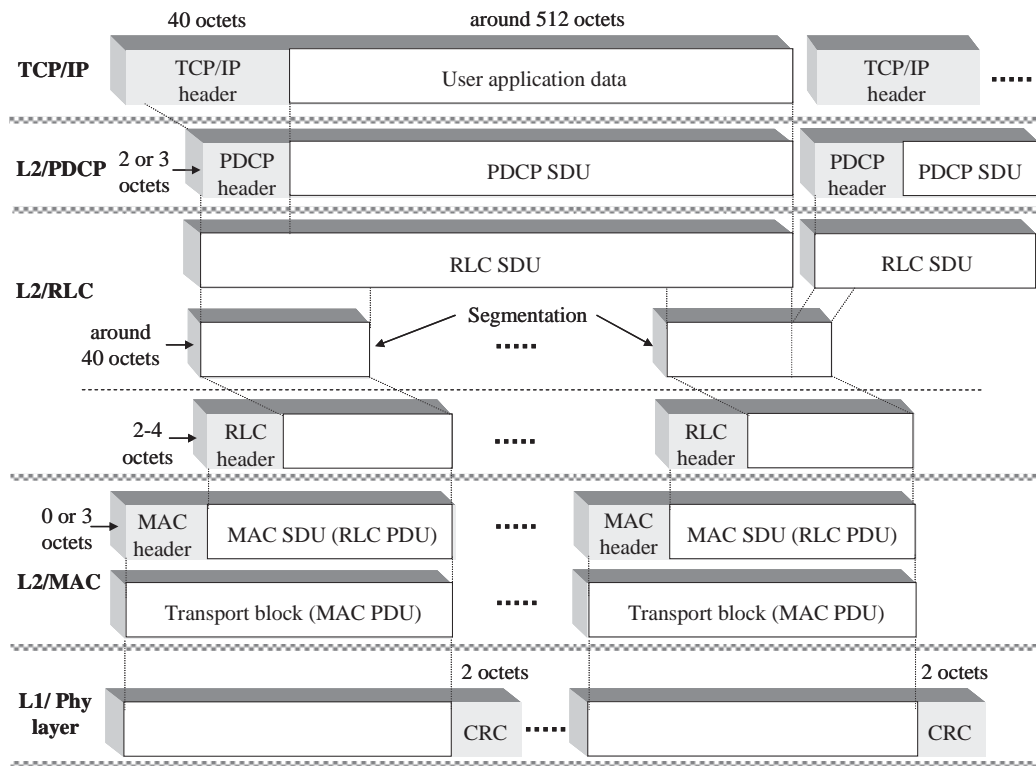 40 octets
around 512 octets
TCP/IP
TCP/IP
header
User application data
TCP/IP
header
L2/PDCP
2 or 3
octets
PDCP
header
PDCP SDU
PDCP
header
PDCP SDU
L2/RLC
RLC SDU
RLC SDU
around
40 octets
Segmentation
2-4
octets
RLC
header
RLC
header
L2/MAC
0 or 3
octets
MAC
header
MAC SDU (RLC PDU)
MAC
header
MAC SDU (RLC PDU)
Transport block (MAC PDU)
Transport block (MAC PDU)
L1/ Phy
layer
2 octets
2 octets
CRC
CRC